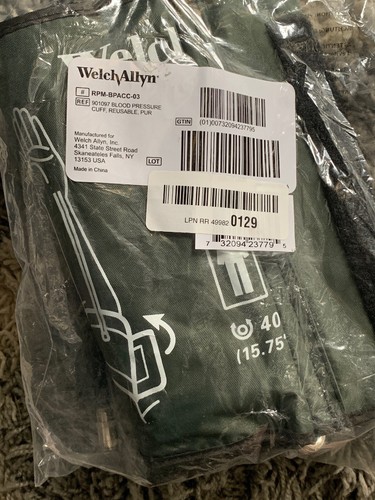 Welch
WelchAllyn®
# RPM-BPACC-03
REF 901097 BLOOD PRESSURE
CUFF, REUSABLE, PUR
GTIN (01)00732094237795
Manufactured for
Welch Allyn, Inc.
4341 State Street Road
Skaneateles Falls, NY
13153 USA
LOT
Made in China
LPN RR 49982 0129
7 32094 23779 5
40
(15.75"